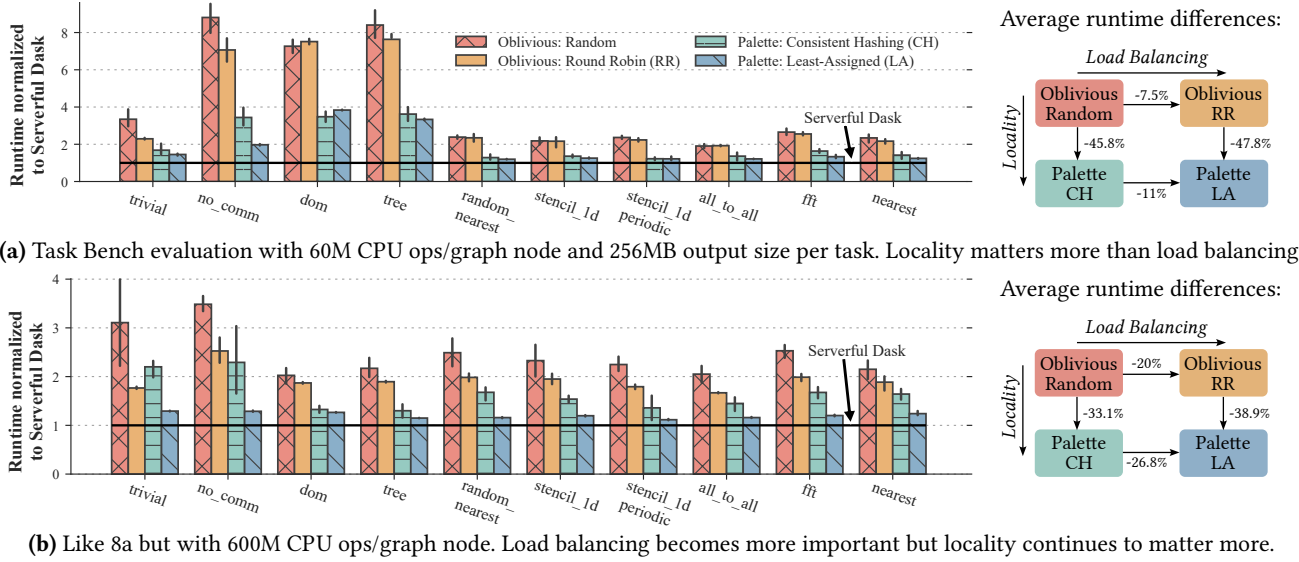 Runtime normalized
to Serverful Dask
8
6
4
2
0
Oblivious: Random
Oblivious: Round Robin (RR)
Palette: Consistent Hashing (CH)
Palette: Least-Assigned (LA)
Serverful Dask
trivial
no_comm
dom
tree
random_
nearest
stencil_1d
stencil_1d
periodic
all_to_all
fft
nearest
Average runtime differences:
Load Balancing
Locality
Oblivious
Random
-7.5%
Oblivious
RR
-45.8%
-47.8%
Palette
CH
-11%
Palette
LA
(a) Task Bench evaluation with 60M CPU ops/graph node and 256MB output size per task. Locality matters more than load balancing
Runtime normalized
to Serverful Dask
4
3
2
1
0
Serverful Dask
trivial
no_comm
dom
tree
random_
nearest
stencil_1d
stencil_1d
periodic
all_to_all
fft
nearest
Average runtime differences:
Load Balancing
Locality
Oblivious
Random
-20%
Oblivious
RR
-33.1%
-38.9%
Palette
CH
-26.8%
Palette
LA
(b) Like 8a but with 600M CPU ops/graph node. Load balancing becomes more important but locality continues to matter more.